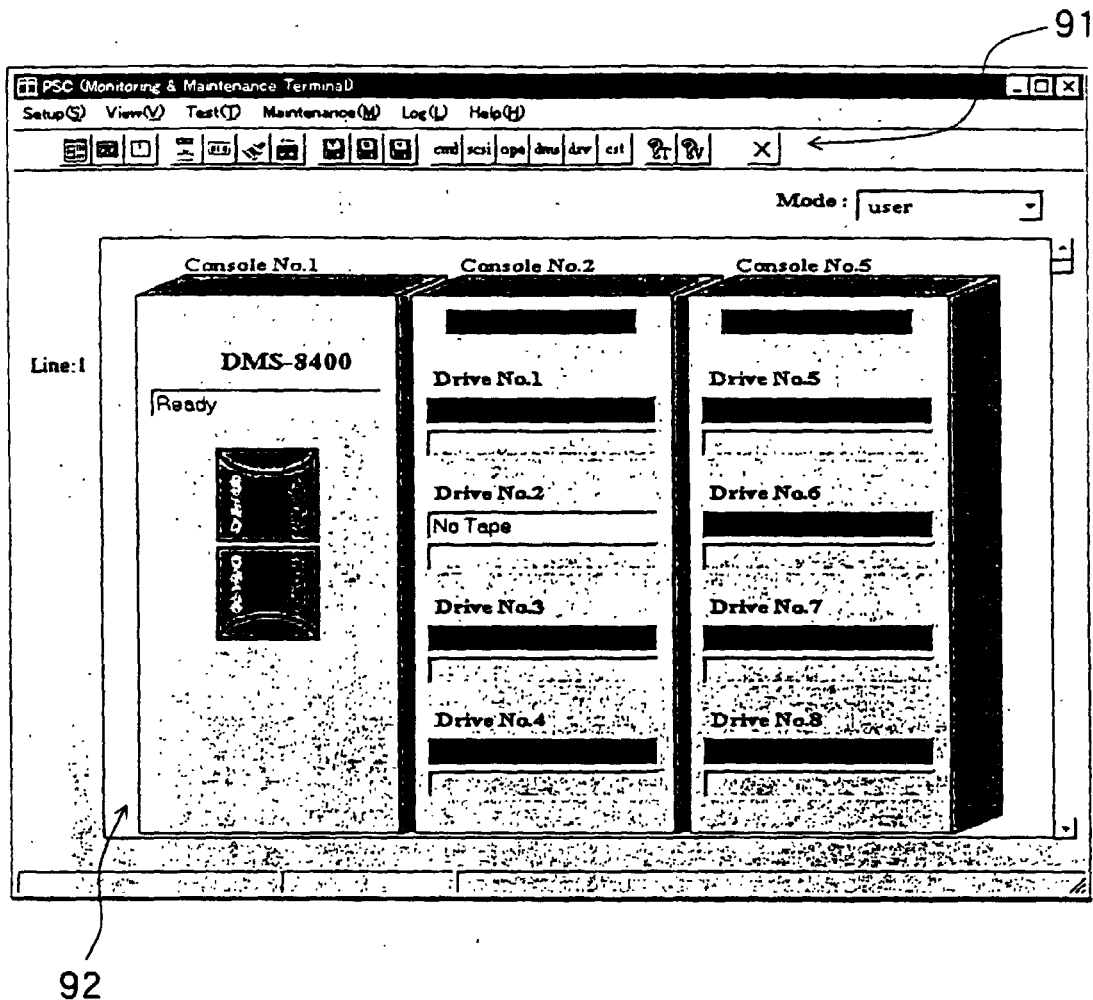 91
PSC (Monitoring & Maintenance Terminal)
Setup(S) View(V) Test(T) Maintenance(M) Log(L) Help(H)
cmd scsi ope dms drv cst T V
Mode : user
Console No.1 Console No.2 Console No.5
Line:1
DMS-8400
Ready
Drive No.1 Drive No.5
Drive No.2 Drive No.6
No Tape
Drive No.3 Drive No.7
Drive No.4 Drive No.8
92